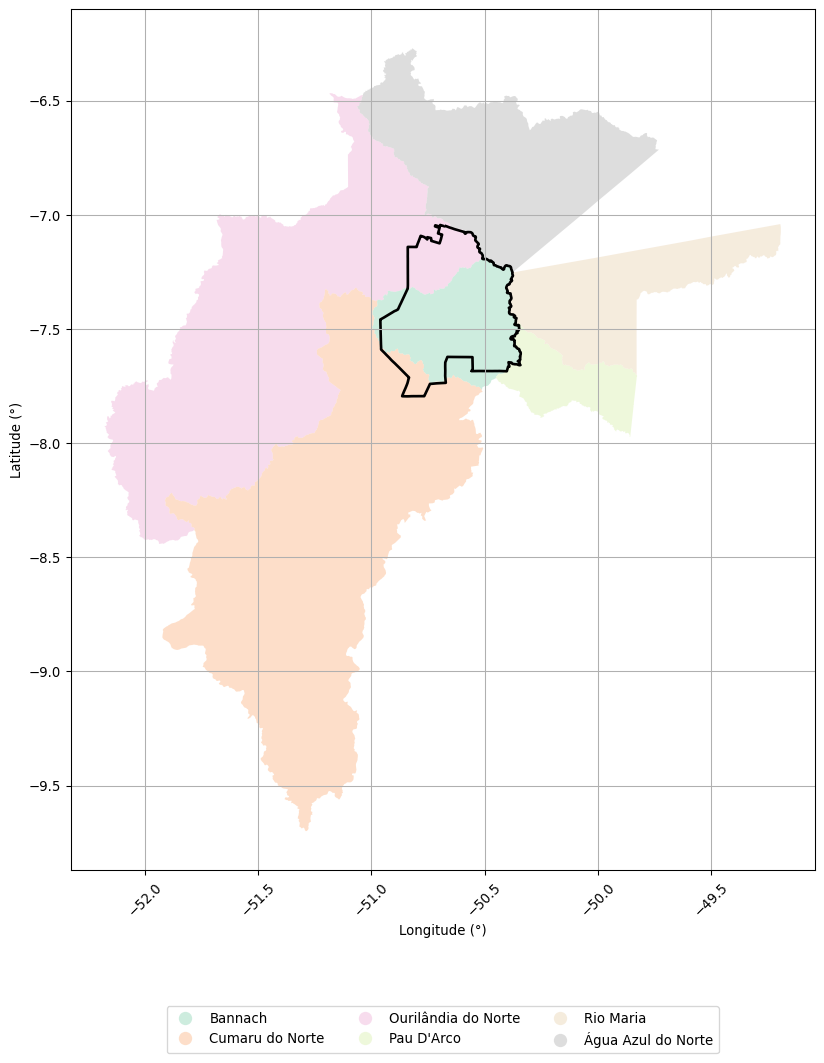 −6.5
−7.0
−7.5
−8.0
−8.5
−9.0
−9.5
Latitude (°)
−52.0
−51.5
−51.0
−50.5
−50.0
−49.5
Longitude (°)
Bannach
Cumaru do Norte
Ourilândia do Norte
Pau D'Arco
Rio Maria
Água Azul do Norte